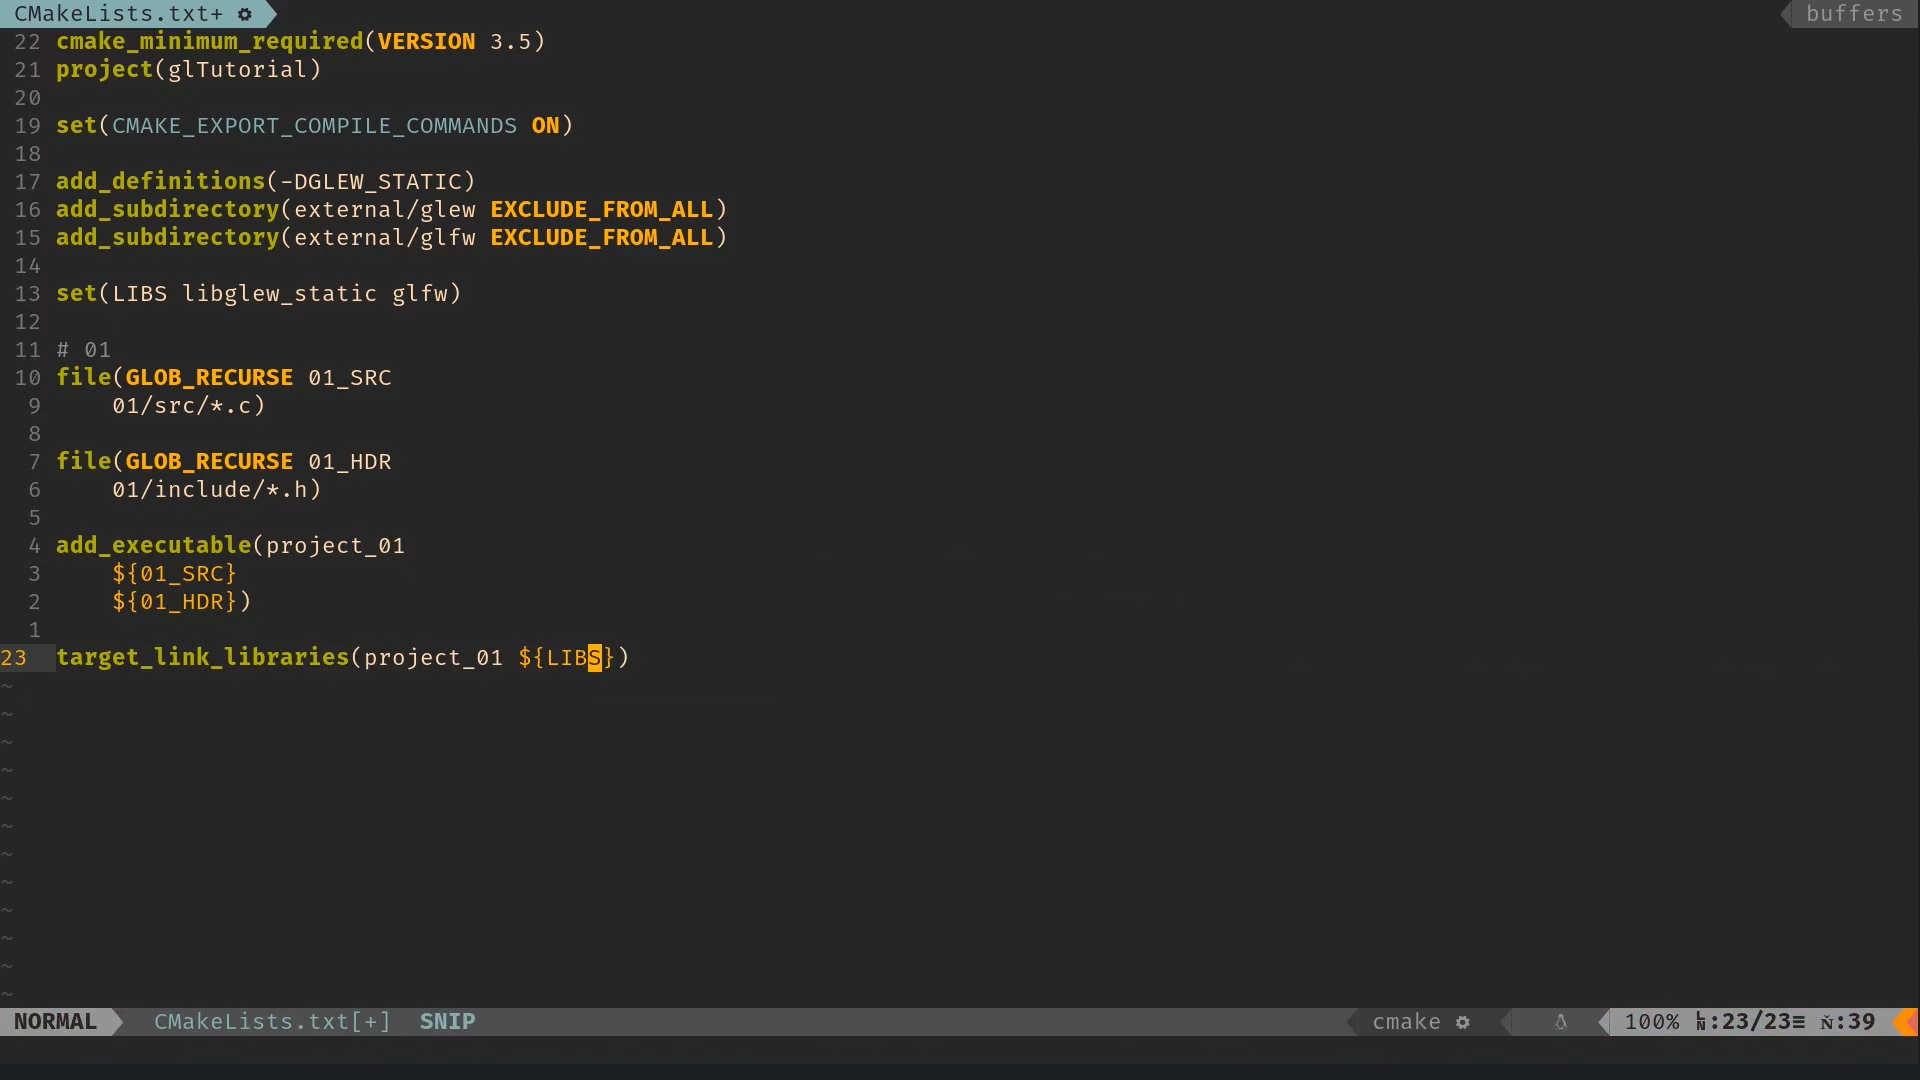 CMakeLists.txt+
buffers
22 cmake_minimum_required(VERSION 3.5)
21 project(glTutorial)
20
19 set(CMAKE_EXPORT_COMPILE_COMMANDS ON)
18
17 add_definitions(-DGLEW_STATIC)
16 add_subdirectory(external/glew EXCLUDE_FROM_ALL)
15 add_subdirectory(external/glfw EXCLUDE_FROM_ALL)
14
13 set(LIBS libglew_static glfw)
12
11 # 01
10 file(GLOB_RECURSE 01_SRC
9     01/src/*.c)
8
7 file(GLOB_RECURSE 01_HDR
6     01/include/*.h)
5
4 add_executable(project_01
3     ${01_SRC}
2     ${01_HDR})
1
23 target_link_libraries(project_01 ${LIBS})
~
~
~
~
~
~
~
~
~
~
~
~
NORMAL CMakeLists.txt[+] SNIP cmake 100% ㏑:23/23≡ ℅:39